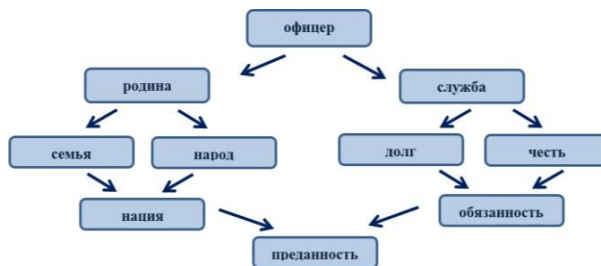 офицер
родина
служба
семья
народ
долг
честь
нация
обязанность
преданность